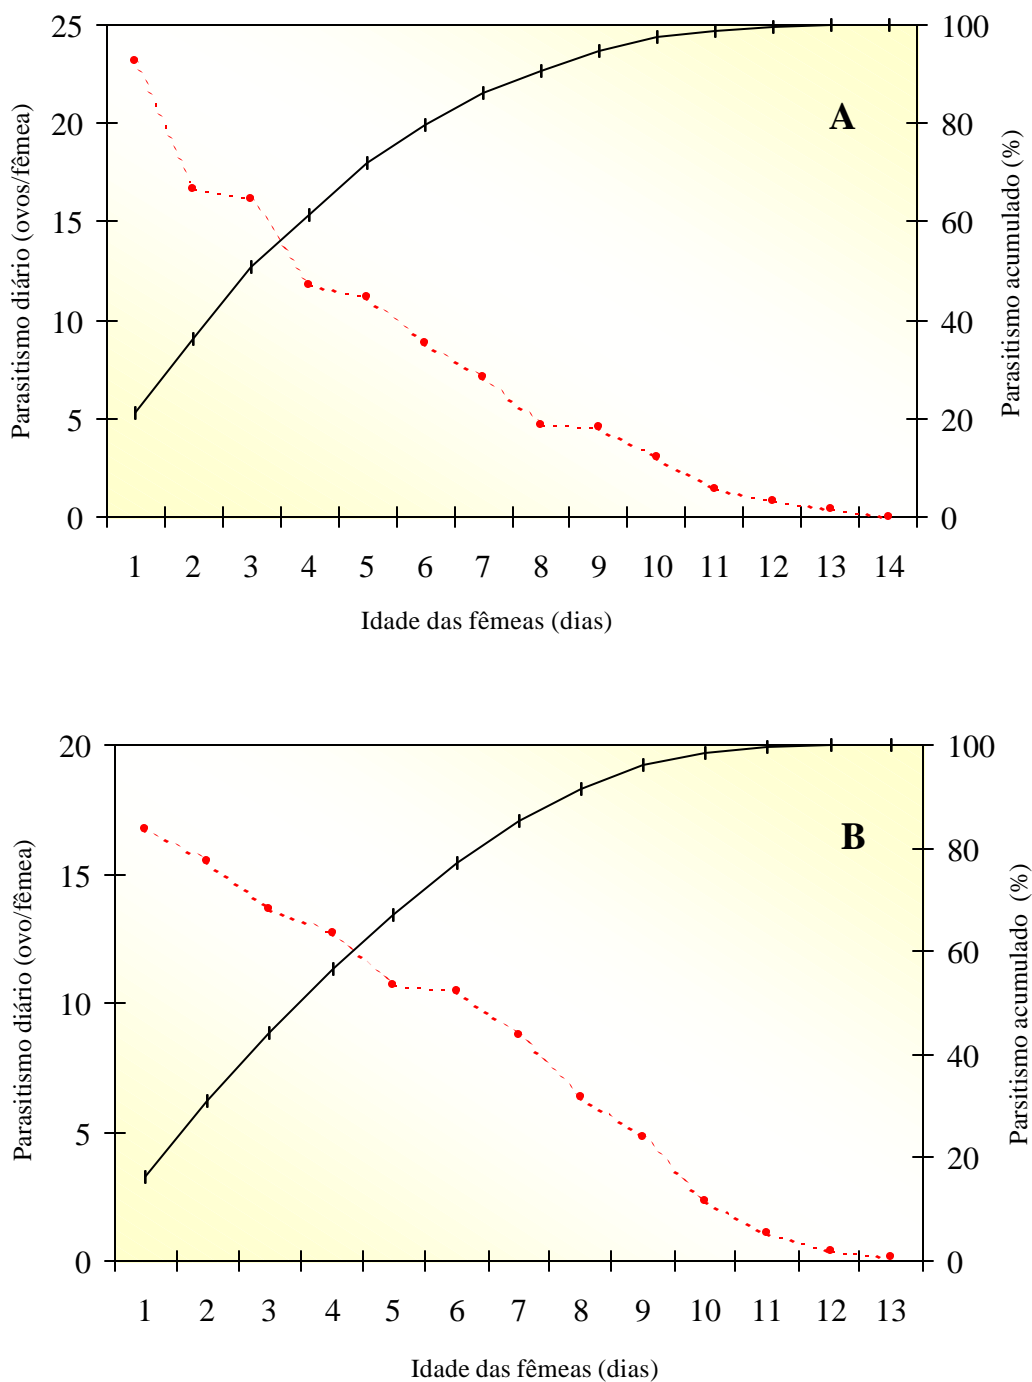 25
20
15
10
5
0
100
80
60
40
20
0
A
Parasitismo diário (ovos/fêmea)
Parasitismo acumulado (%)
1 2 3 4 5 6 7 8 9 10 11 12 13 14
Idade das fêmeas (dias)
20
15
10
5
0
100
80
60
40
20
0
B
Parasitismo diário (ovo/fêmea)
Parsitismo acumulado (%)
1 2 3 4 5 6 7 8 9 10 11 12 13
Idade das fêmeas (dias)